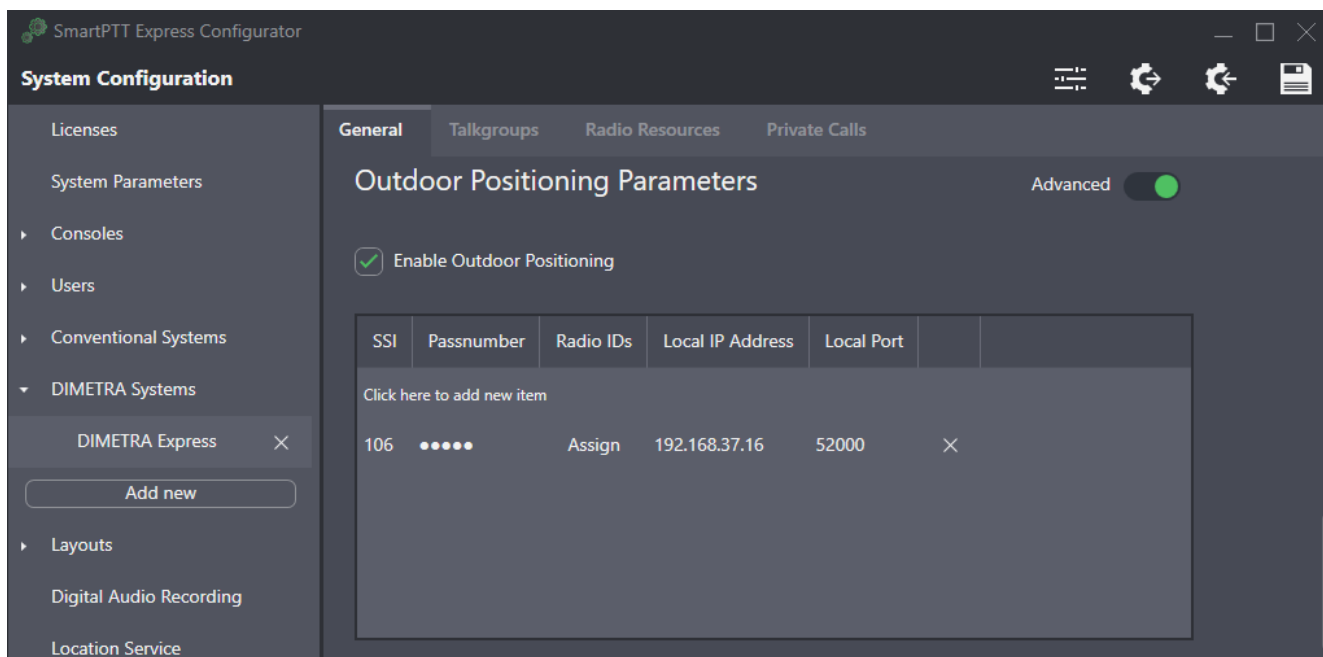 SmartPTT Express Configurator
System Configuration
Licenses
System Parameters
Consoles
Users
Conventional Systems
DIMETRA Systems
DIMETRA Express
Add new
Layouts
Digital Audio Recording
Location Service
General Talkgroups Radio Resources Private Calls
Outdoor Positioning Parameters
Advanced
Enable Outdoor Positioning
SSI Passnumber Radio IDs Local IP Address Local Port
Click here to add new item
106 ●●●●● Assign 192.168.37.16 52000